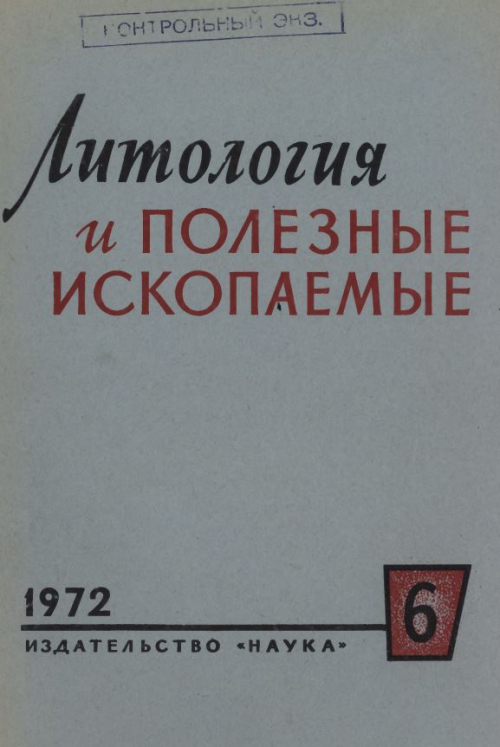 КОНТРОЛЬНЫЙ ЭКЗ.
Литология
и ПОЛЕЗНЫЕ
ИСКОПАЕМЫЕ
1972
6
ИЗДАТЕЛЬСТВО «НАУКА»